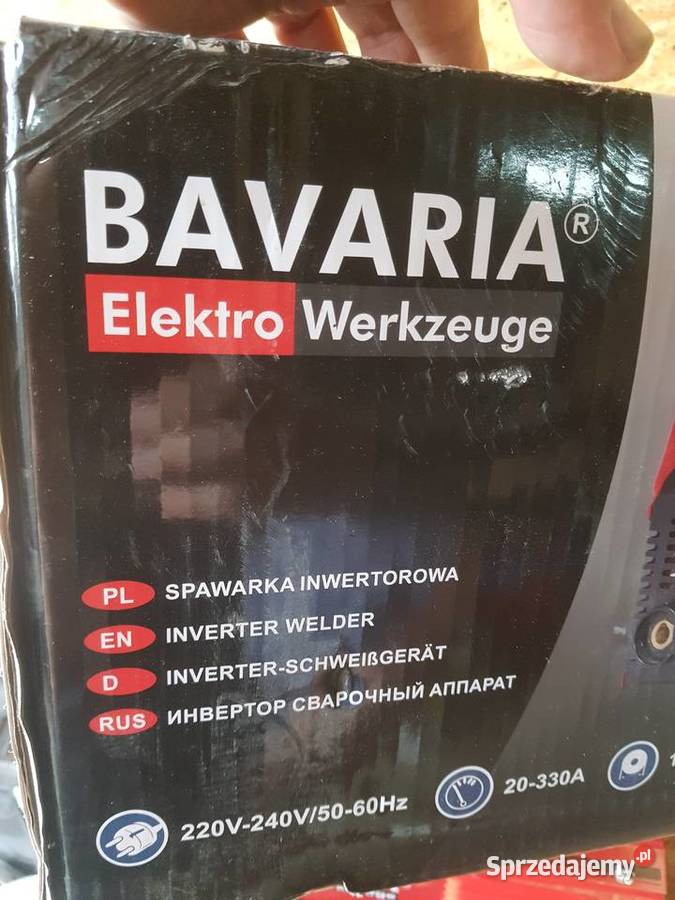 BAVARIA®
Elektro Werkzeuge
PL SPAWARKA INWERTOROWA
EN INVERTER WELDER
D INVERTER-SCHWEIßGERÄT
RUS ИНВЕРТОР СВАРОЧНЫЙ АППАРАТ
220V-240V/50-60Hz
20-330A
Sprzedajemy.pl